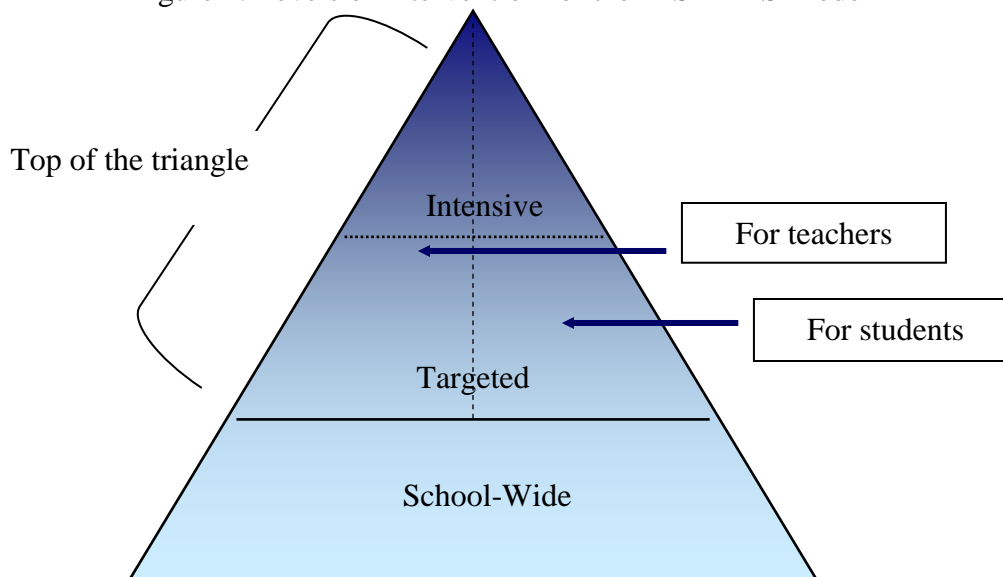 Top of the triangle
Intensive
For teachers
For students
Targeted
School-Wide